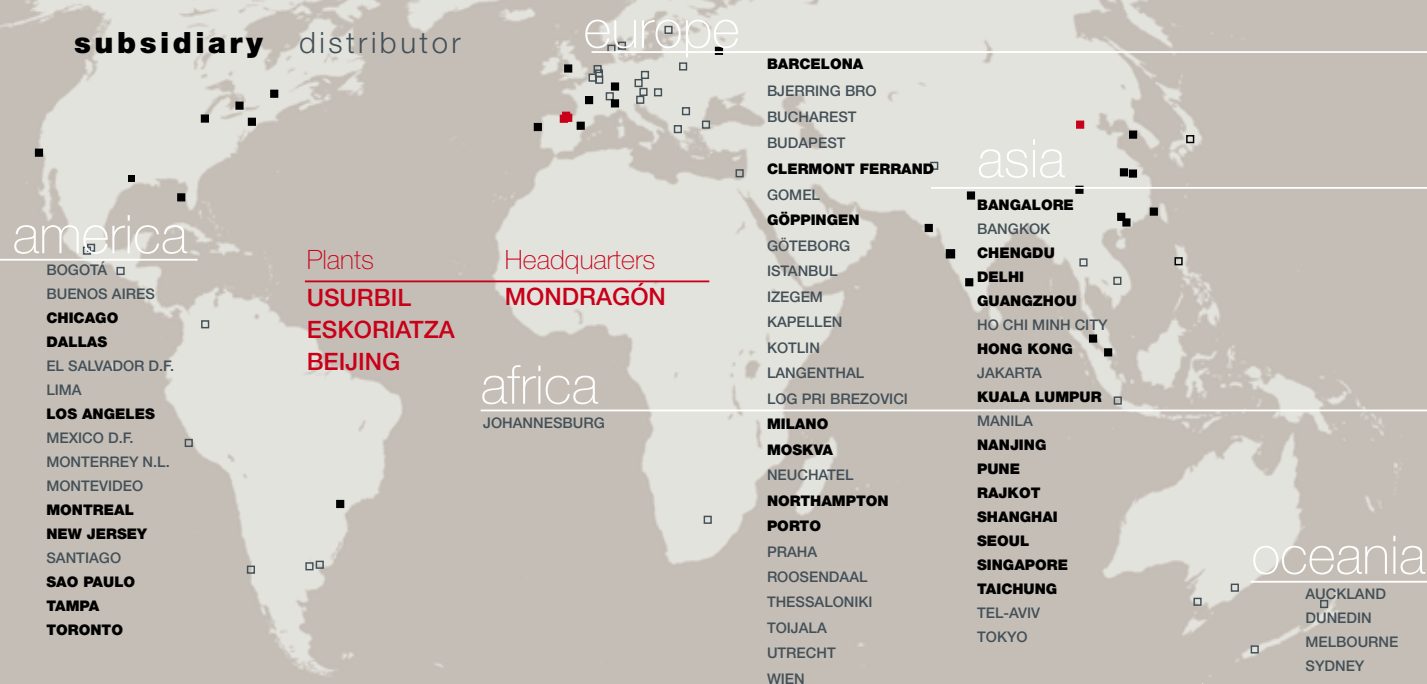 subsidiary distributor
europe
BARCELONA
BJERRING BRO
BUCHAREST
BUDAPEST
CLERMONT FERRAND
GOMEL
GÖPPINGEN
GÖTEBORG
ISTANBUL
IZEGEM
KAPELLEN
KOTLIN
LANGENTHAL
LOG PRI BREZOVICI
MILANO
MOSKVA
NEUCHATEL
NORTHAMPTON
PORTO
PRAHA
ROOSENDAAL
THESSALONIKI
TOIJALA
UTRECHT
WIEN
asia
BANGALORE
BANGKOK
CHENGDU
DELHI
GUANGZHOU
HO CHI MINH CITY
HONG KONG
JAKARTA
KUALA LUMPUR
MANILA
NANJING
PUNE
RAJKOT
SHANGHAI
SEOUL
SINGAPORE
TAICHUNG
TEL-AVIV
TOKYO
america
BOGOTÁ
BUENOS AIRES
CHICAGO
DALLAS
EL SALVADOR D.F.
LIMA
LOS ANGELES
MEXICO D.F.
MONTERREY N.L.
MONTEVIDEO
MONTREAL
NEW JERSEY
SANTIAGO
SAO PAULO
TAMPA
TORONTO
Plants
USURBIL
ESKORIATZA
BEIJING
Headquarters
MONDRAGÓN
africa
JOHANNESBURG
oceania
AUCKLAND
DUNEDIN
MELBOURNE
SYDNEY